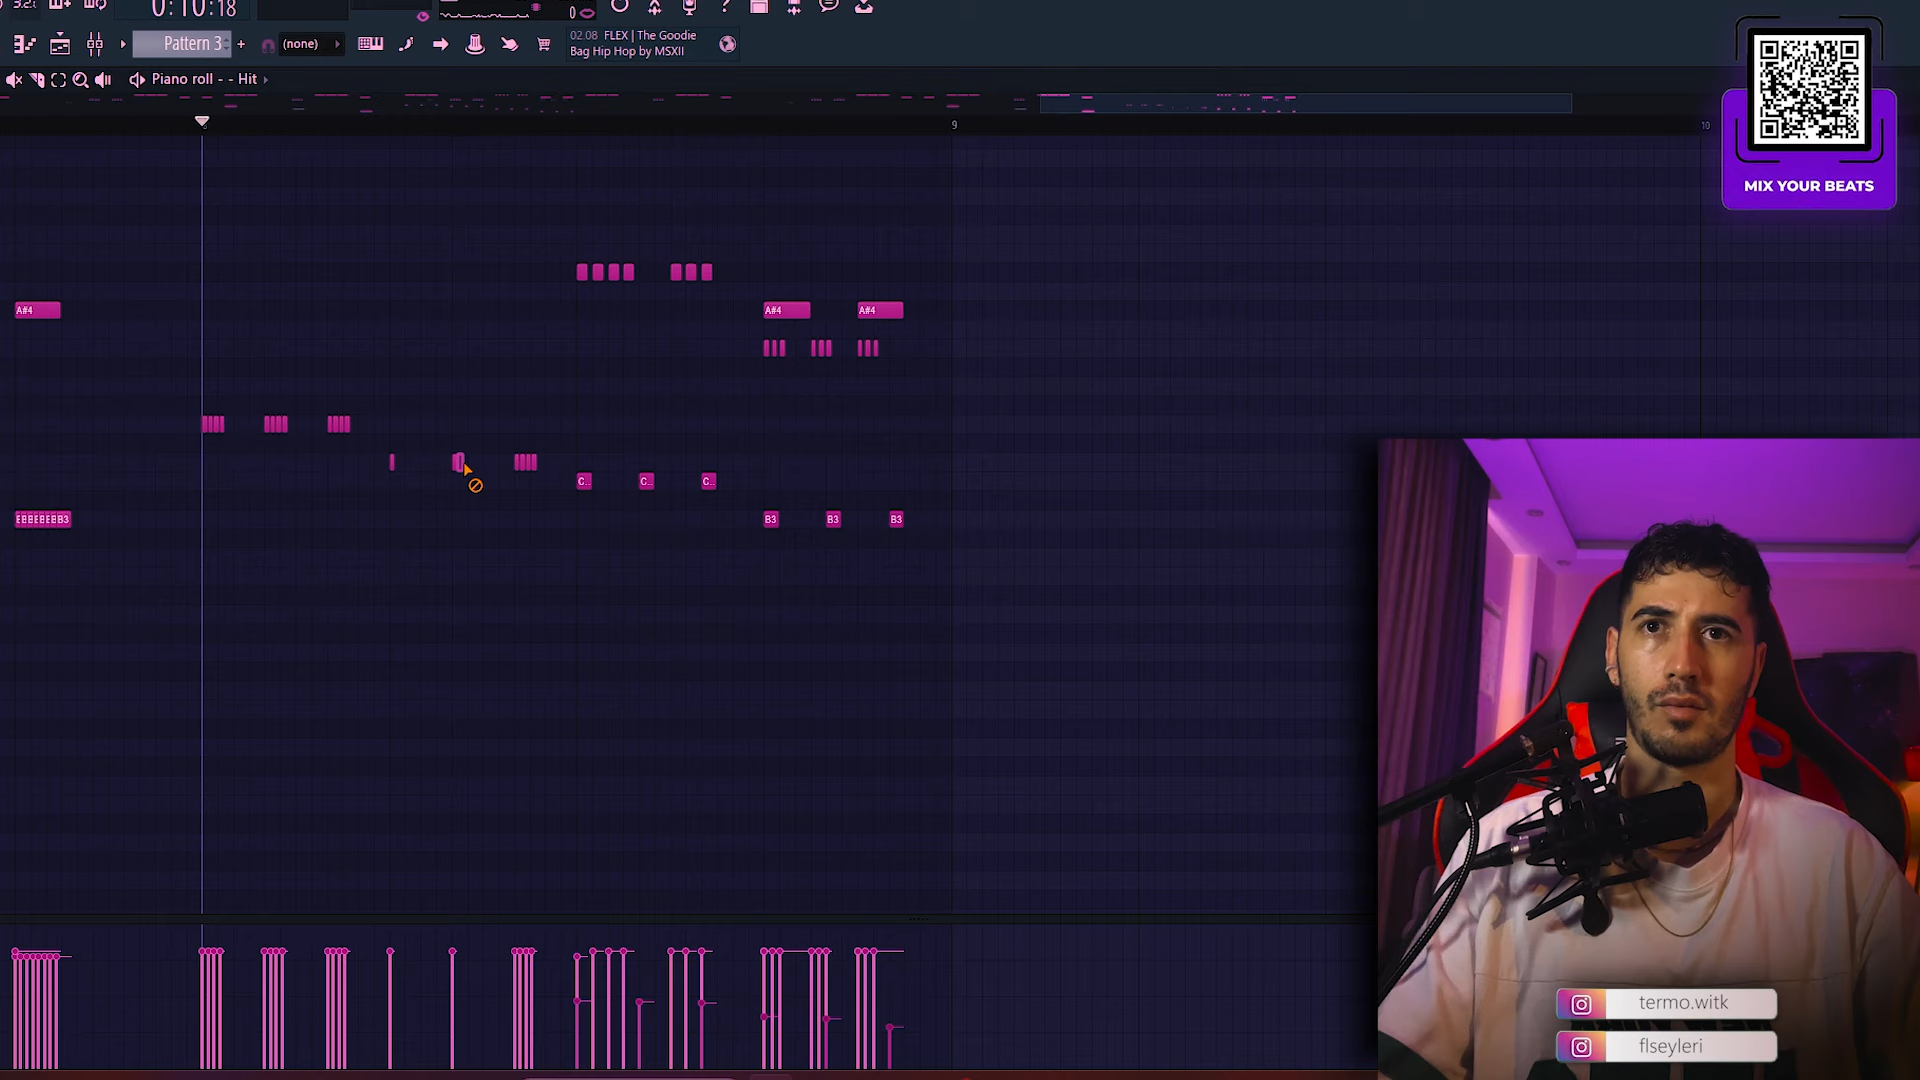 0:10:18
Pattern 3
(none)
02.08 FLEX | The Goodie
Bag Hip Hop by MSXII
Piano roll - - Hit
9
10
MIX YOUR BEATS
A#4
A#4
A#4
C..
C..
C..
B3
B3
B3
B3
termo.witk
flseyleri